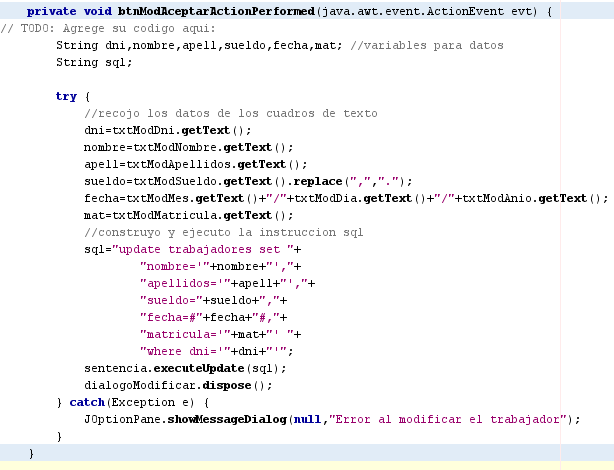 private void btnModAceptarActionPerformed(java.awt.event.ActionEvent evt) {
// TODO: Agrege su codigo aqui:
String dni,nombre,apell,sueldo,fecha,mat; //variables para datos
String sql;
try {
//recojo los datos de los cuadros de texto
dni=txtModDni.getText();
nombre=txtModNombre.getText();
apell=txtModApellidos.getText();
sueldo=txtModSueldo.getText().replace(",",".");
fecha=txtModMes.getText()+"/"+txtModDia.getText()+"/"+txtModAnio.getText();
mat=txtModMatricula.getText();
//construyo y ejecuto la instruccion sql
sql="update trabajadores set "+
"nombre='"+nombre+"',"+
"apellidos='"+apell+"',"+
"sueldo="+sueldo+","+
"fecha=#"+fecha+"#,"+
"matricula='"+mat+"' "+
"where dni='"+dni+"'";
sentencia.executeUpdate(sql);
dialogoModificar.dispose();
} catch(Exception e) {
JOptionPane.showMessageDialog(null,"Error al modificar el trabajador");
}
}